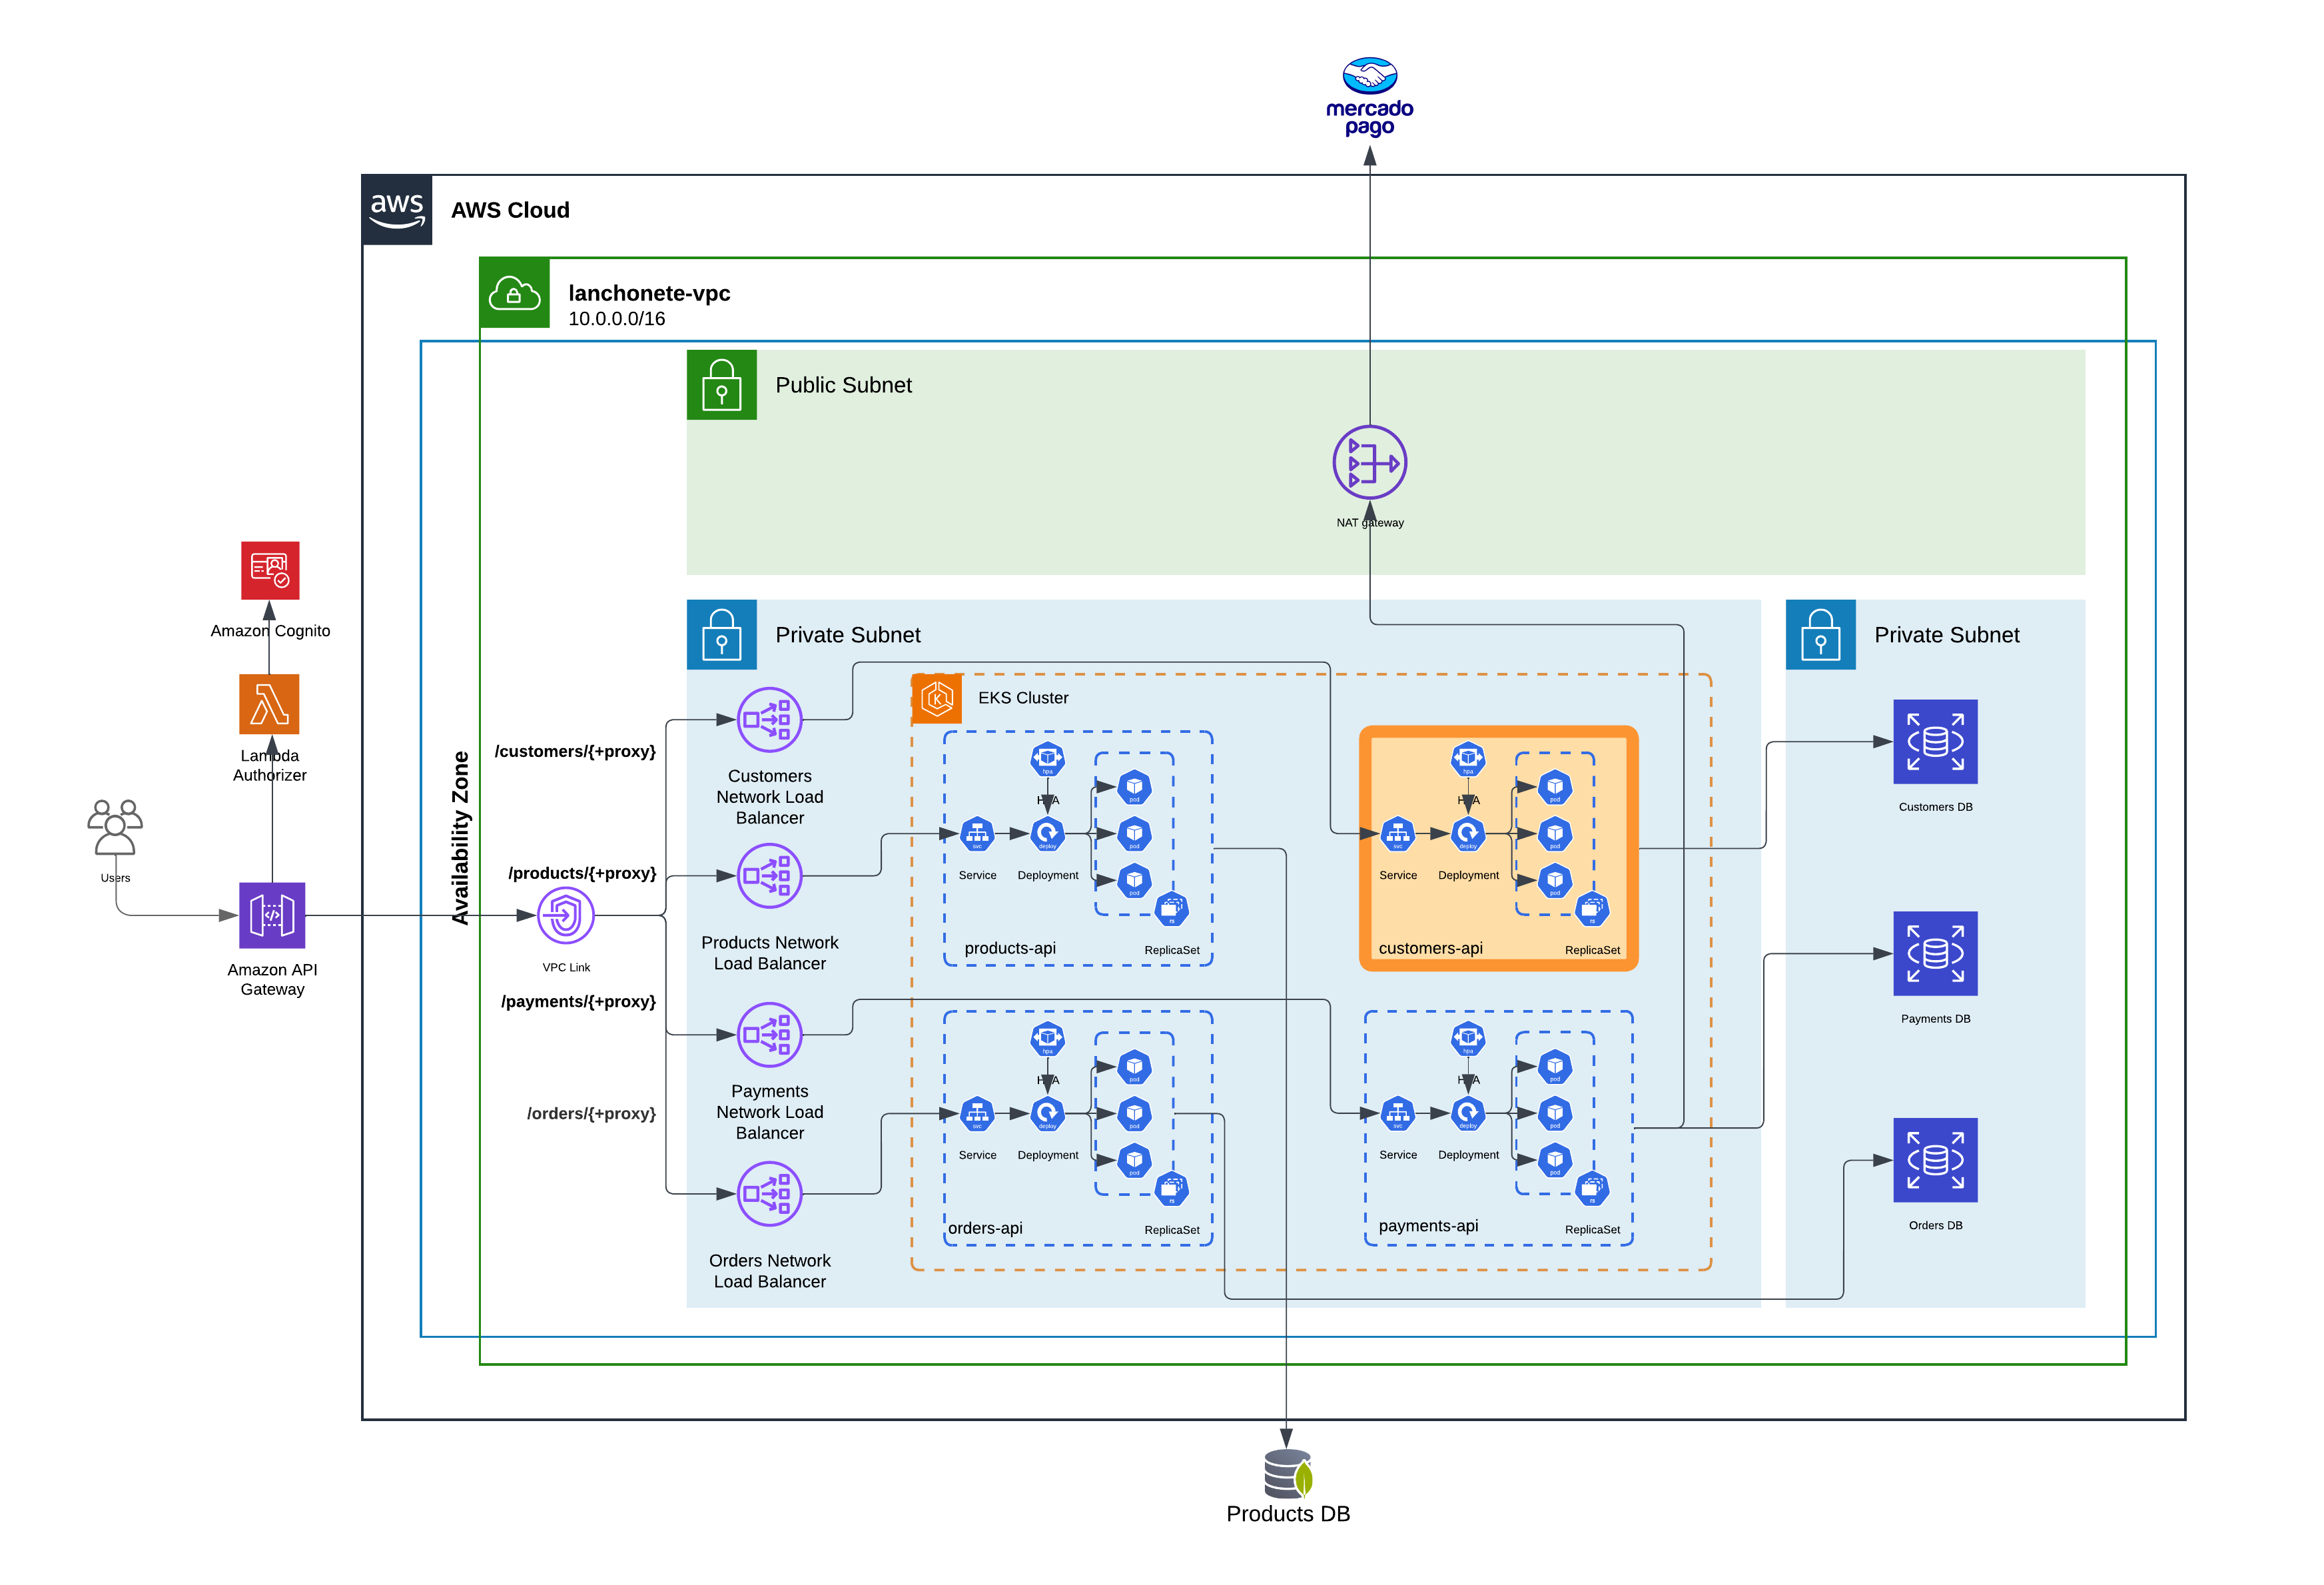 mercado
pago
aws
AWS Cloud
lanchonete-vpc
10.0.0.0/16
Public Subnet
NAT gateway
Amazon Cognito
Lambda
Authorizer
Users
Amazon API
Gateway
Availability Zone
VPC Link
/customers/{+proxy}
/products/{+proxy}
/payments/{+proxy}
/orders/{+proxy}
Private Subnet
Customers
Network Load
Balancer
Products Network
Load Balancer
Payments
Network Load
Balancer
Orders Network
Load Balancer
K
EKS Cluster
hpa
HPA
svc
Service
deploy
Deployment
pod
pod
pod
rs
ReplicaSet
products-api
hpa
HPA
svc
Service
deploy
Deployment
pod
pod
pod
rs
ReplicaSet
customers-api
hpa
HPA
svc
Service
deploy
Deployment
pod
pod
pod
rs
ReplicaSet
orders-api
hpa
HPA
svc
Service
deploy
Deployment
pod
pod
pod
rs
ReplicaSet
payments-api
Private Subnet
Customers DB
Payments DB
Orders DB
Products DB